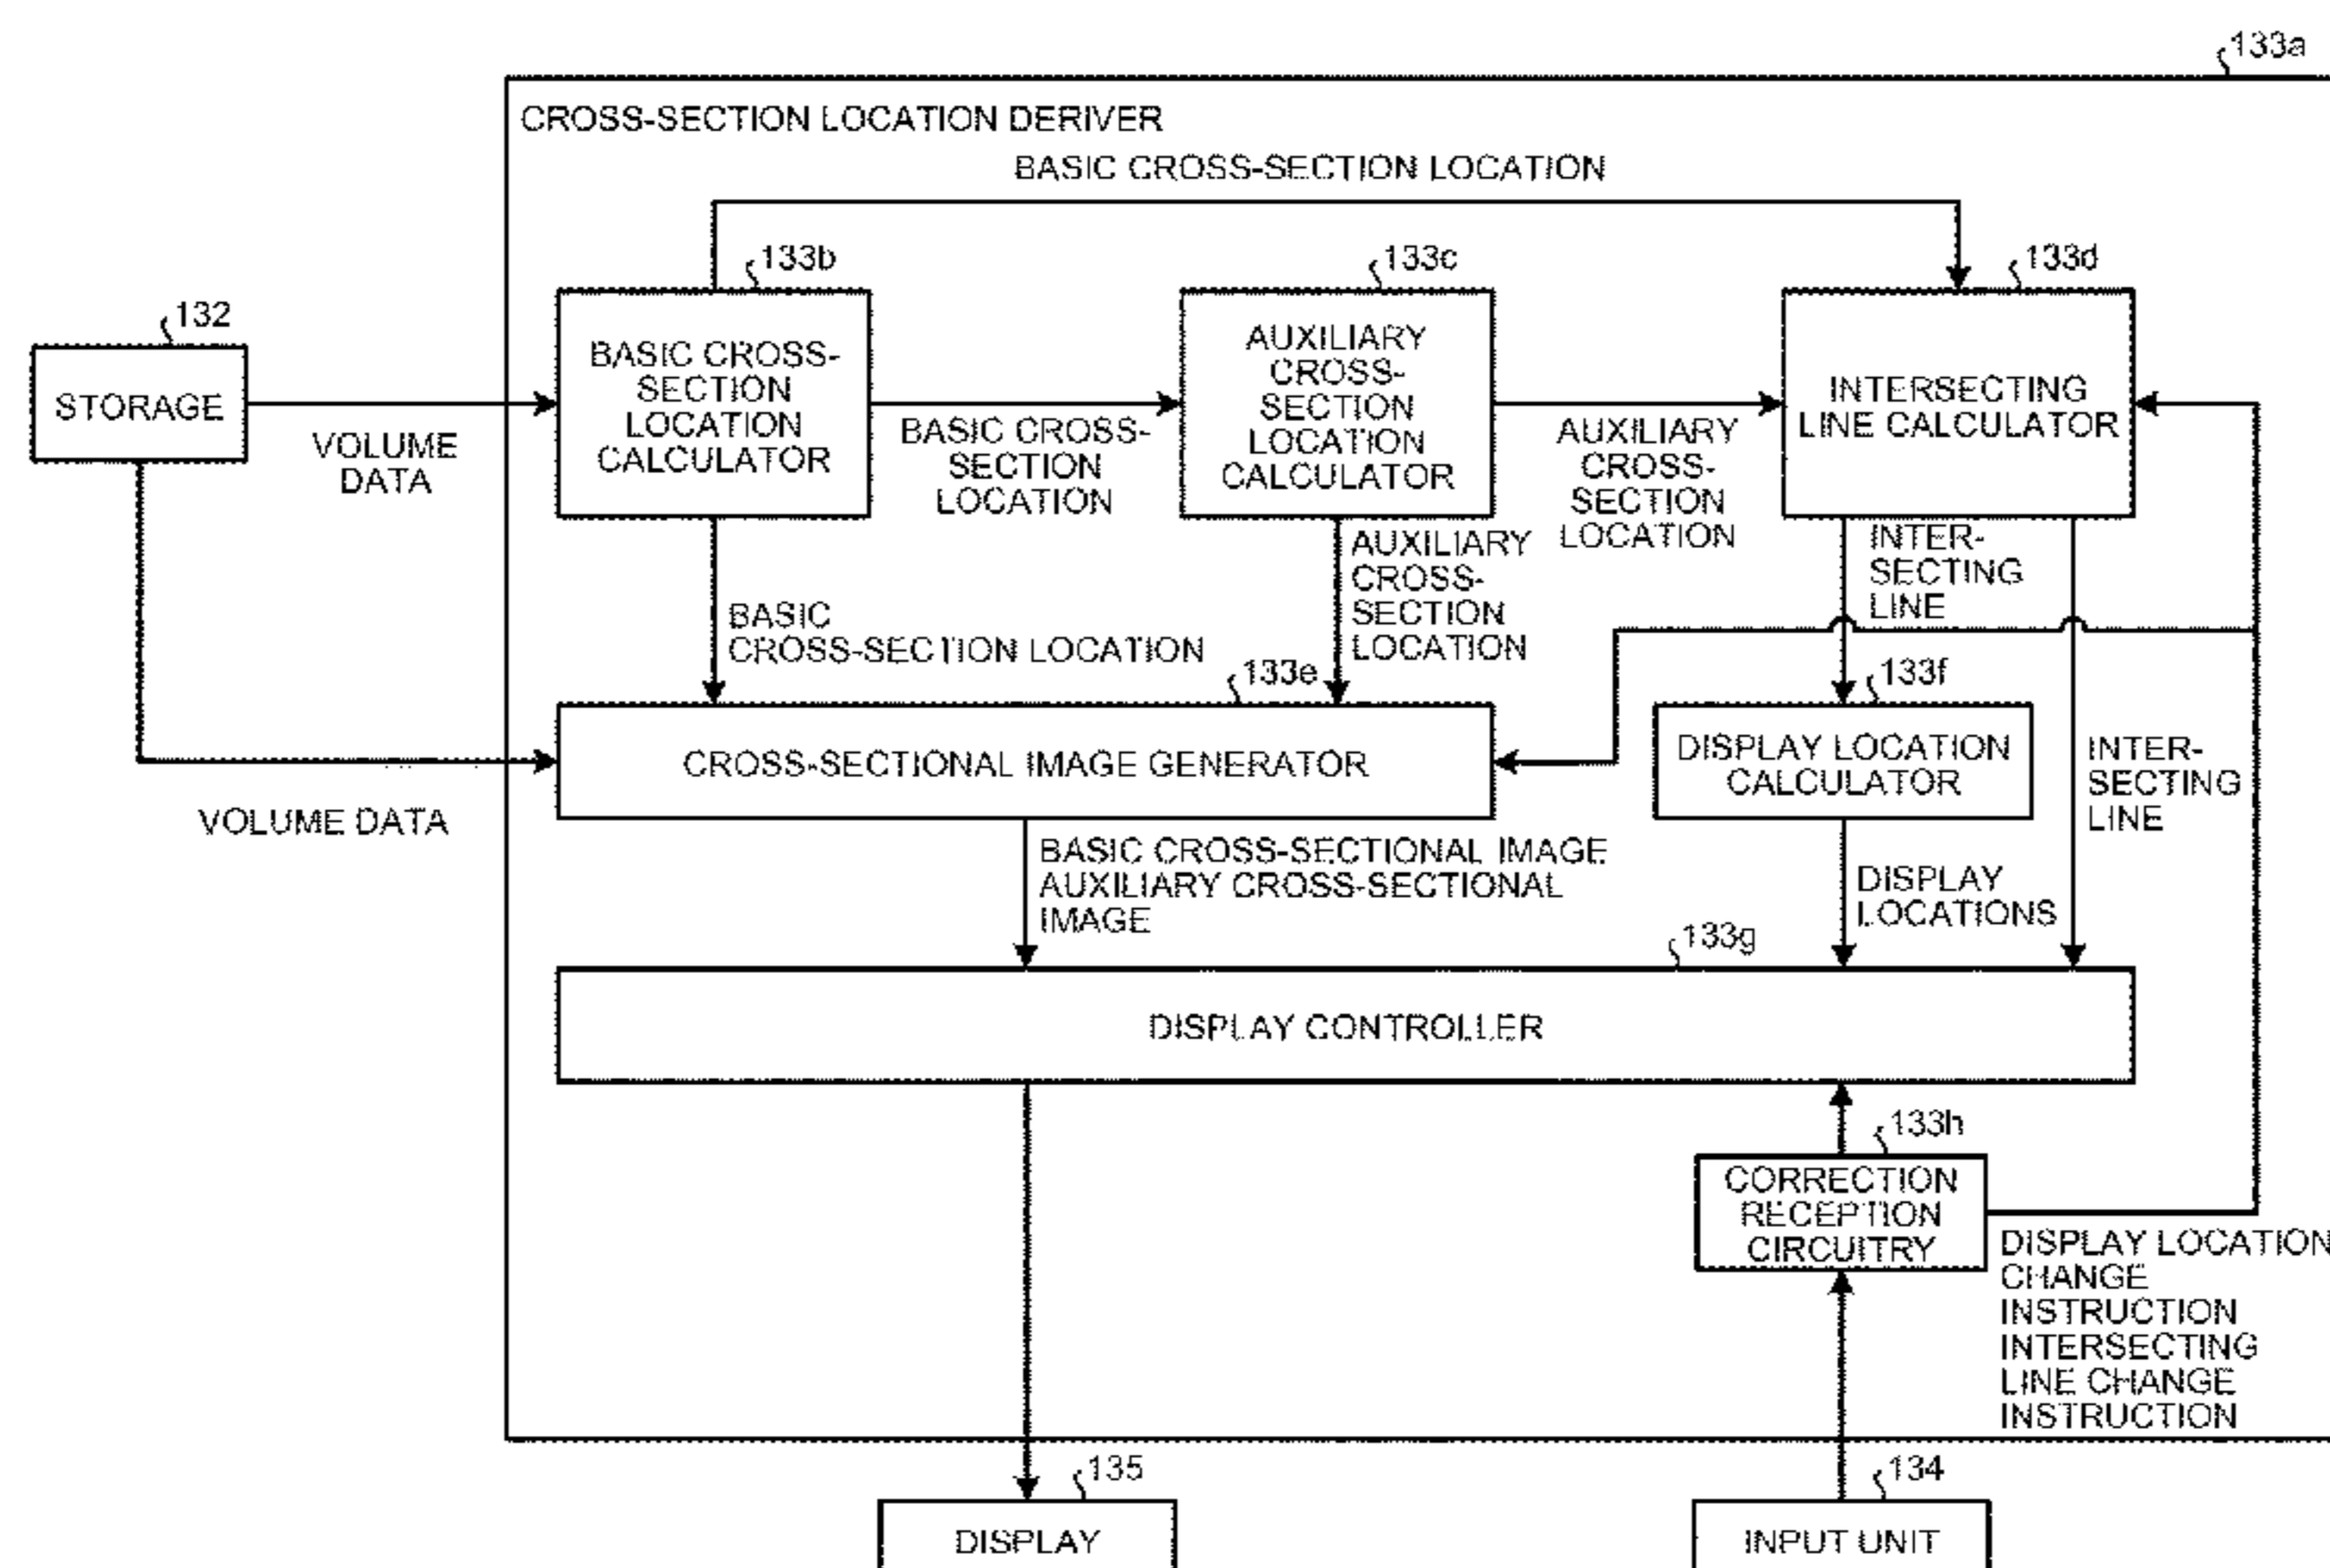 133a
CROSS-SECTION LOCATION DERIVER
BASIC CROSS-SECTION LOCATION
133b
133c
133d
132
STORAGE
VOLUME
DATA
BASIC CROSS-
SECTION
LOCATION
CALCULATOR
BASIC CROSS-
SECTION
LOCATION
AUXILIARY
CROSS-
SECTION
LOCATION
CALCULATOR
AUXILIARY
CROSS-
SECTION
LOCATION
INTERSECTING
LINE CALCULATOR
BASIC
CROSS-SECTION LOCATION
AUXILIARY
CROSS-
SECTION
LOCATION
INTER-
SECTING
LINE
133e
133f
VOLUME DATA
CROSS-SECTIONAL IMAGE GENERATOR
DISPLAY LOCATION
CALCULATOR
INTER-
SECTING
LINE
BASIC CROSS-SECTIONAL IMAGE
AUXILIARY CROSS-SECTIONAL
IMAGE
DISPLAY
LOCATIONS
133g
DISPLAY CONTROLLER
133h
CORRECTION
RECEPTION
CIRCUITRY
DISPLAY LOCATION
CHANGE
INSTRUCTION
INTERSECTING
LINE CHANGE
INSTRUCTION
135
DISPLAY
134
INPUT UNIT